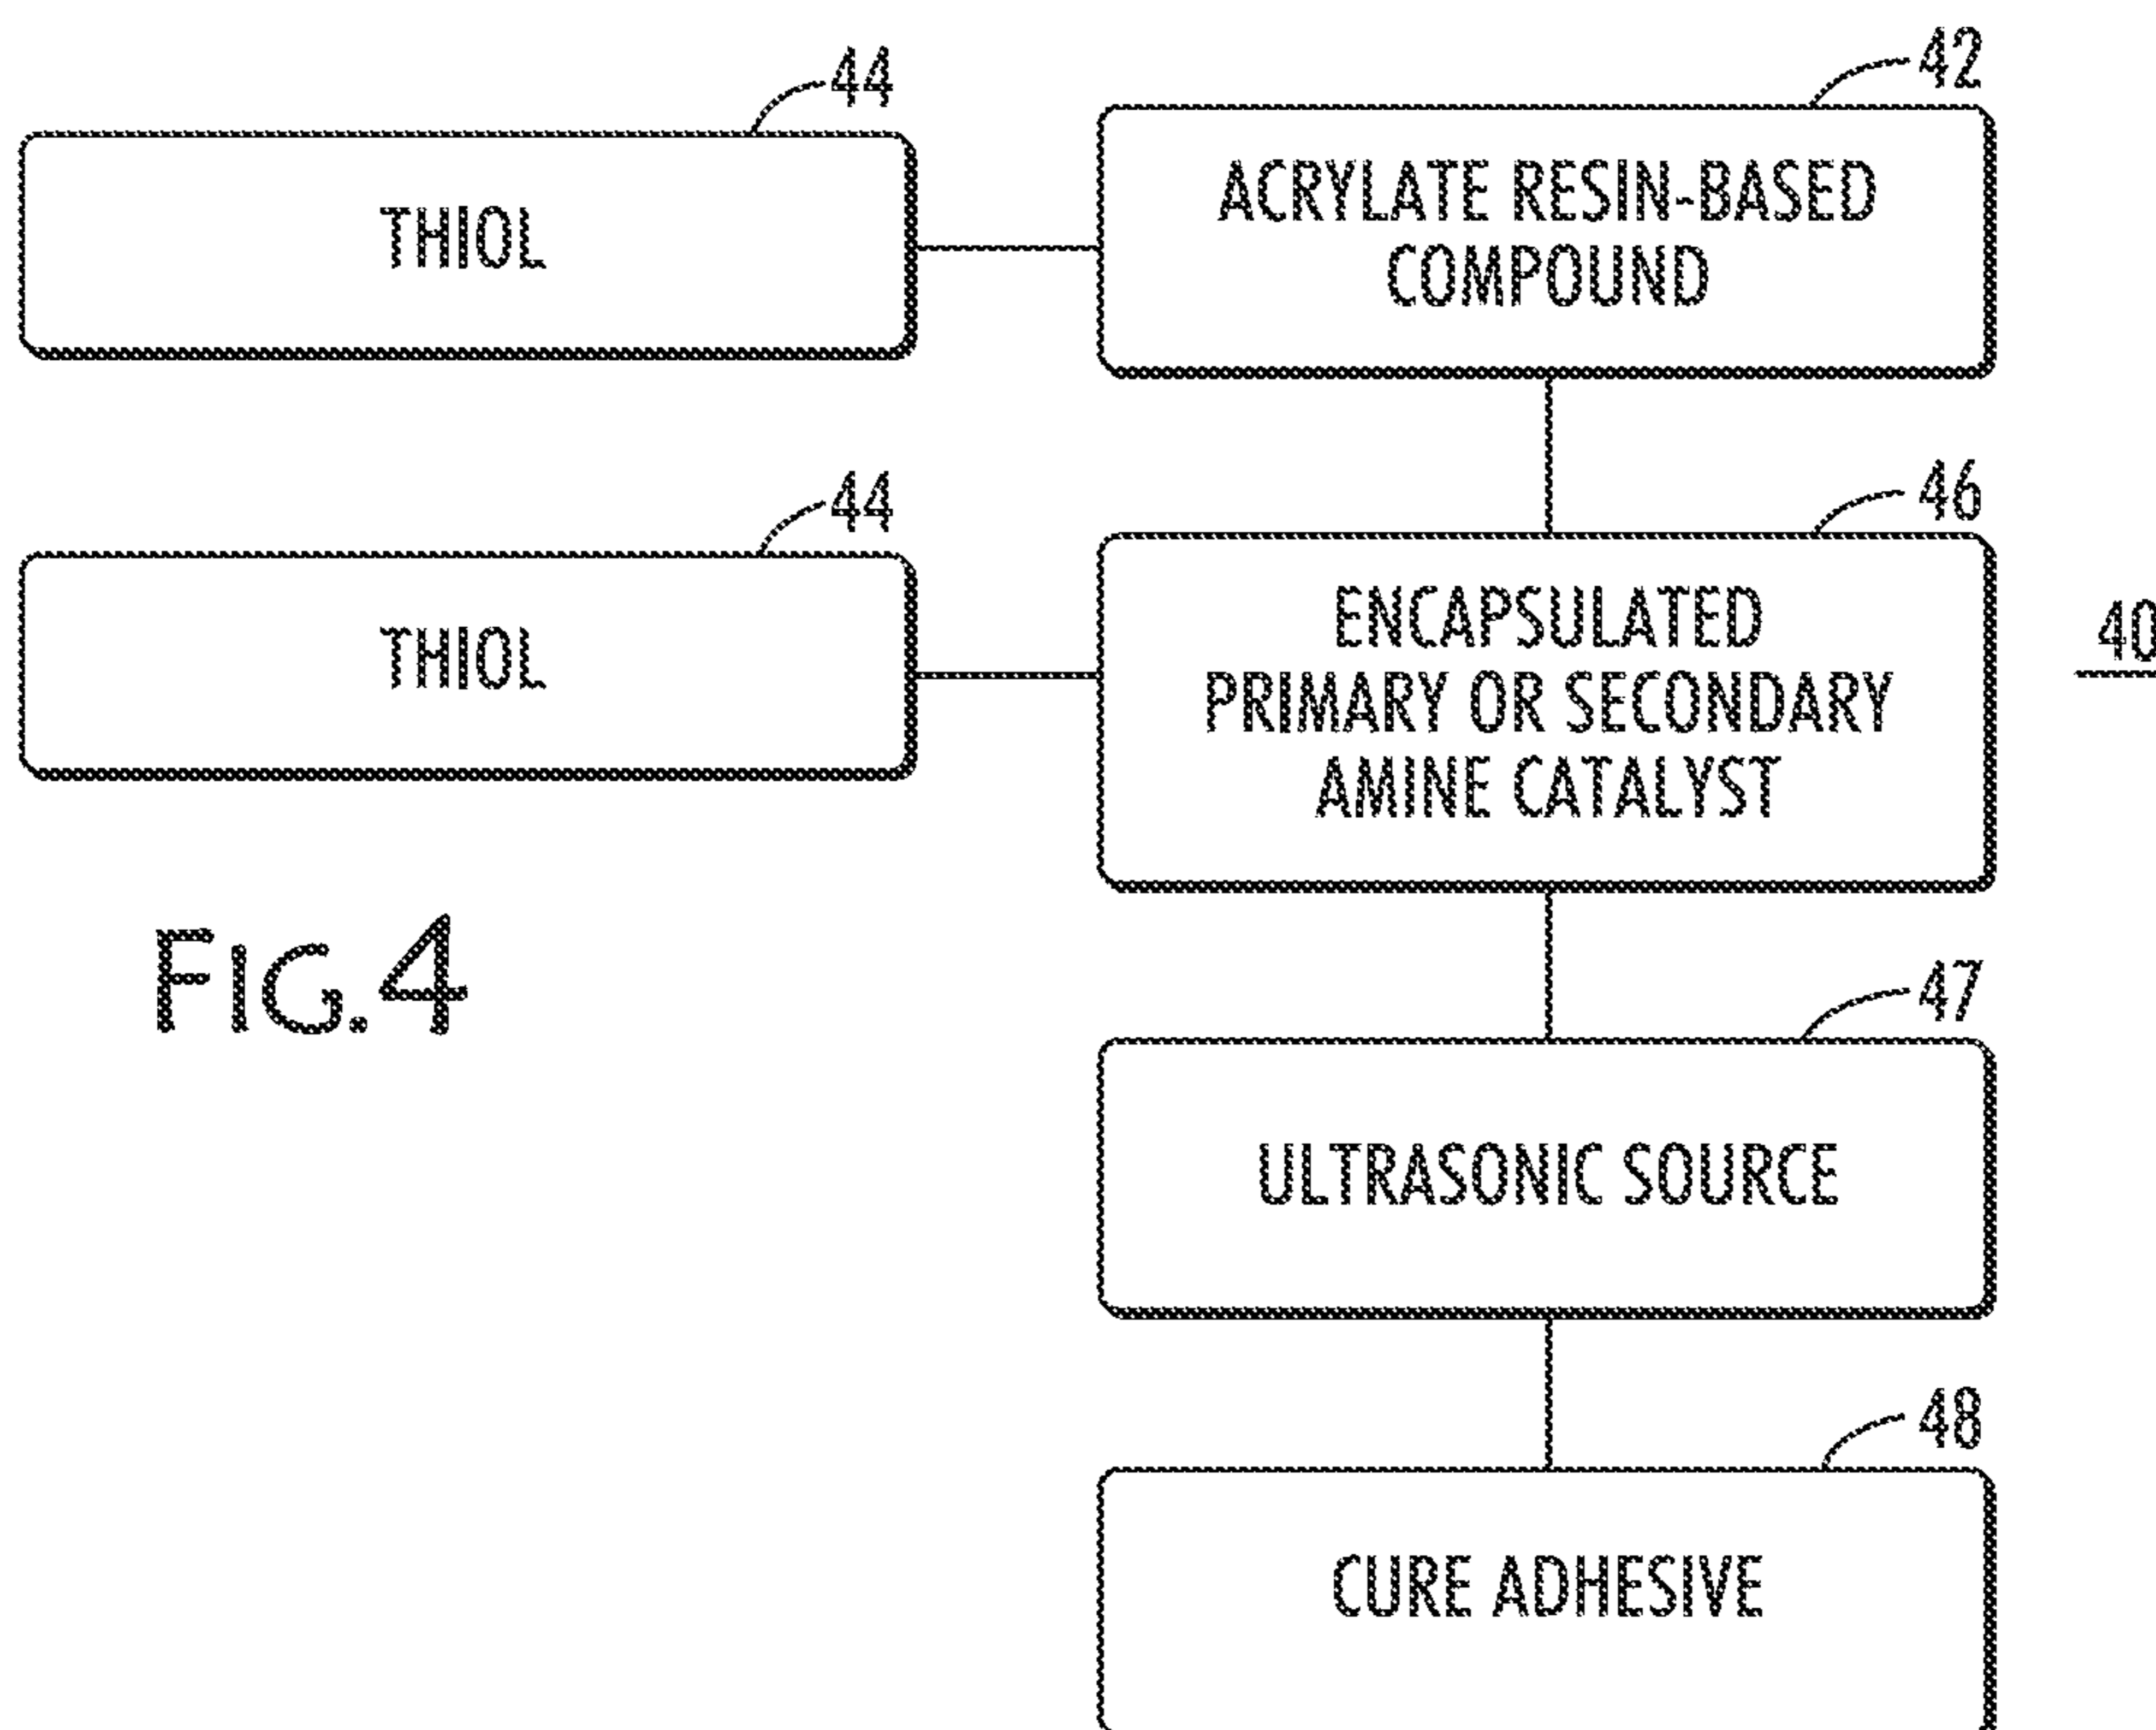 44
THIOL
42
ACRYLATE RESIN-BASED
COMPOUND
44
THIOL
46
ENCAPSULATED
PRIMARY OR SECONDARY
AMINE CATALYST
40
FIG.4
47
ULTRASONIC SOURCE
48
CURE ADHESIVE